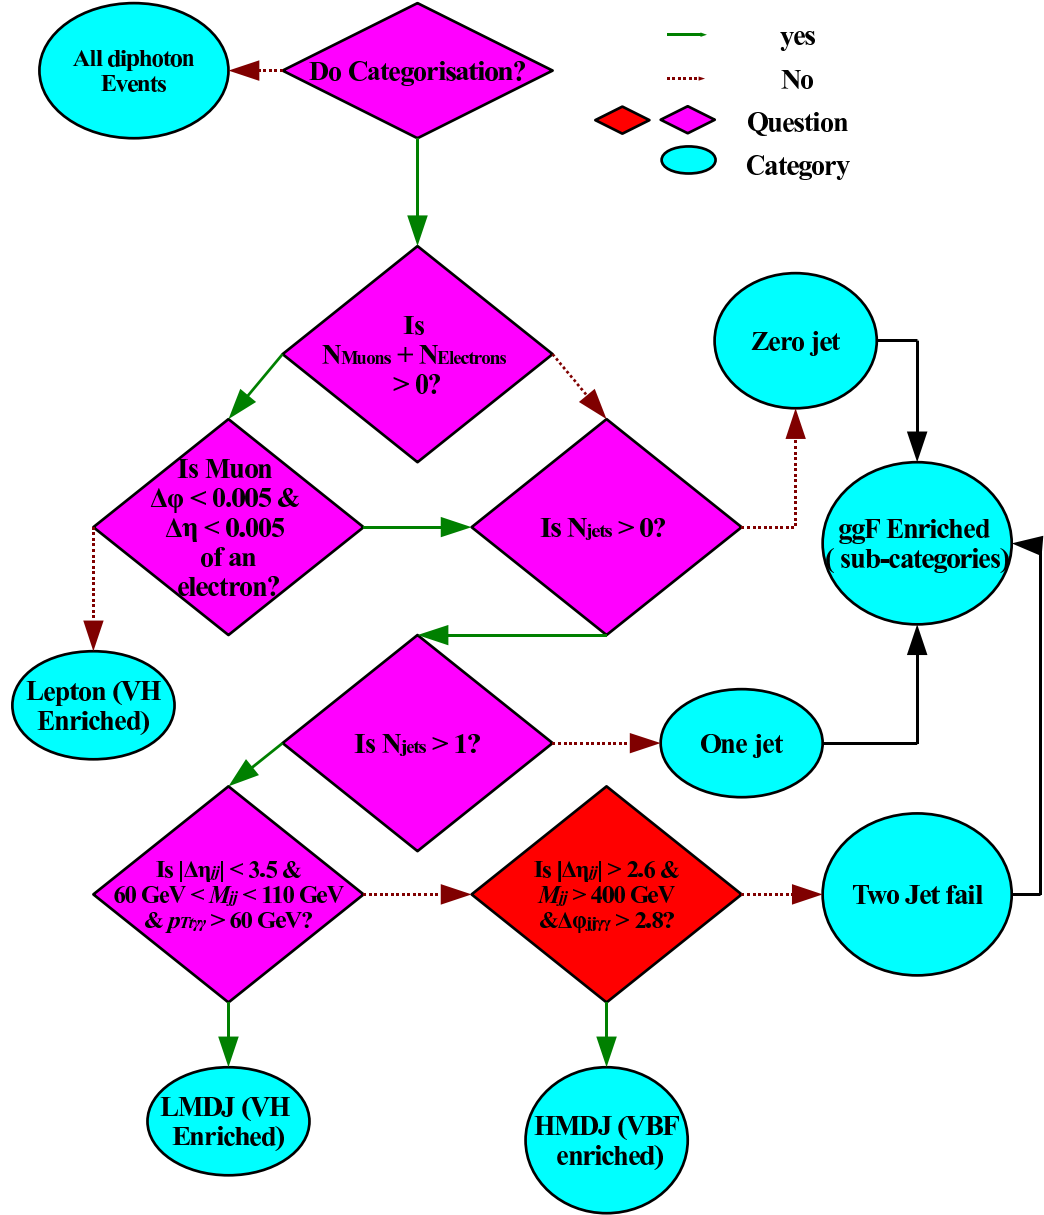 All diphoton
Events
Do Categorisation?
yes
No
Question
Category
Is
NMuons + NElectrons
> 0?
Zero jet
Is Muon
Δφ < 0.005 &
Δη < 0.005
of an
electron?
Is Njets > 0?
ggF Enriched
( sub-categories)
Lepton (VH
Enriched)
Is Njets > 1?
One jet
Is |Δηjj| < 3.5 &
60 GeV < Mjj < 110 GeV
& pTtγγ > 60 GeV?
Is |Δηjj| > 2.6 &
Mjj > 400 GeV
&Δφjjγγ > 2.8?
Two Jet fail
LMDJ (VH
Enriched)
HMDJ (VBF
enriched)